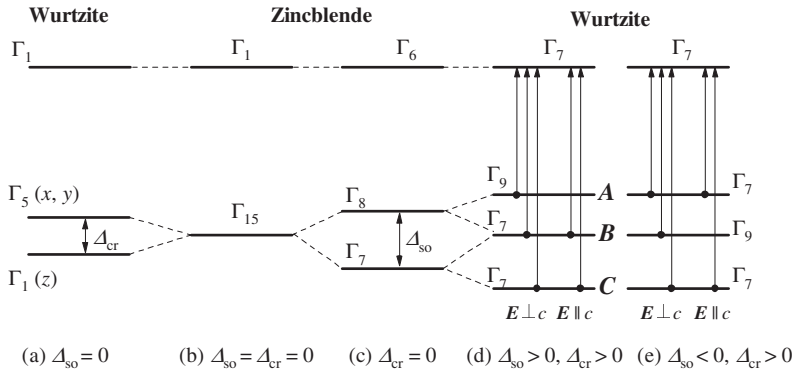 Wurtzite Zincblende Wurtzite
Γ1 Γ1 Γ6 Γ7 Γ7
Γ5 (x, y) Γ15 Γ8 Γ9 A Γ7
Δcr Δso Γ7 B Γ9
Γ1 (z) Γ7 Γ7 C Γ7
E ⊥ c E ∥ c E ⊥ c E ∥ c
(a) Δso = 0 (b) Δso = Δcr = 0 (c) Δcr = 0 (d) Δso > 0, Δcr > 0 (e) Δso < 0, Δcr > 0